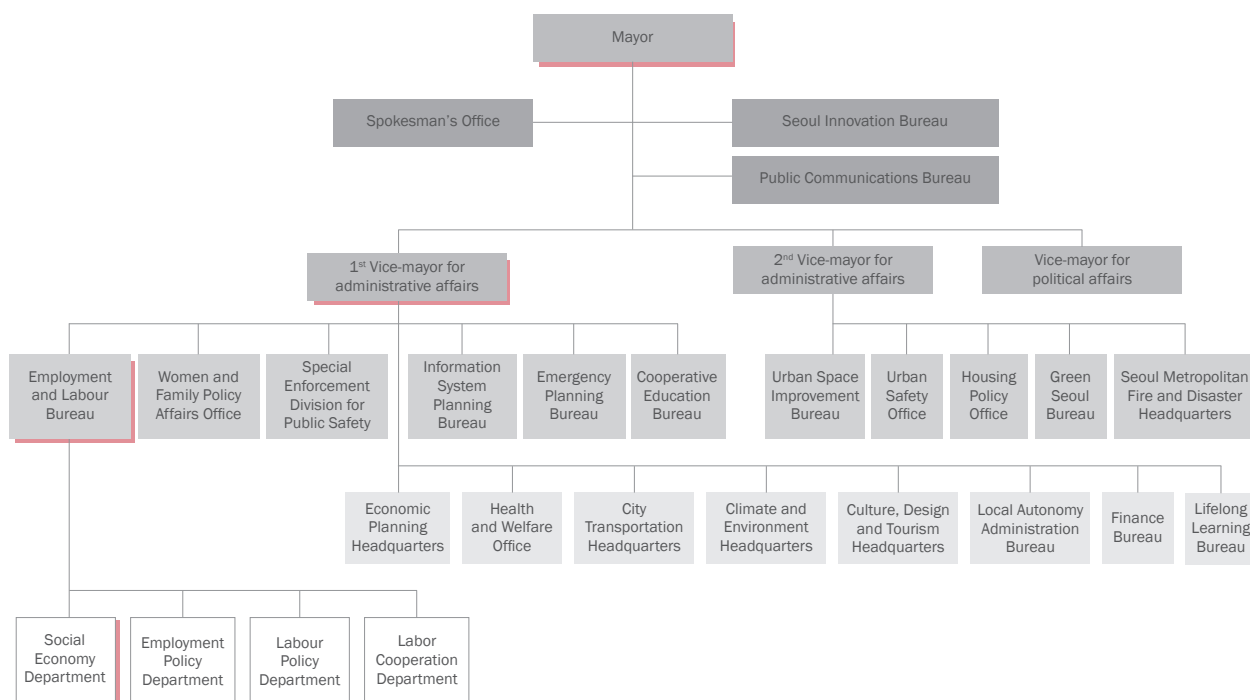 Mayor
Spokesman's Office
Seoul Innovation Bureau
Public Communications Bureau
1st Vice-mayor for
administrative affairs
2nd Vice-mayor for
administrative affairs
Vice-mayor for
political affairs
Employment
and Labour
Bureau
Women and
Family Policy
Affairs Office
Special
Enforcement
Division for
Public Safety
Information
System
Planning
Bureau
Emergency
Planning
Bureau
Cooperative
Education
Bureau
Urban Space
Improvement
Bureau
Urban
Safety
Office
Housing
Policy
Office
Green
Seoul
Bureau
Seoul Metropolitan
Fire and Disaster
Headquarters
Economic
Planning
Headquarters
Health
and Welfare
Office
City
Transportation
Headquarters
Climate and
Environment
Headquarters
Culture, Design
and Tourism
Headquarters
Local Autonomy
Administration
Bureau
Finance
Bureau
Lifelong
Learning
Bureau
Social
Economy
Department
Employment
Policy
Department
Labour
Policy
Department
Labor
Cooperation
Department